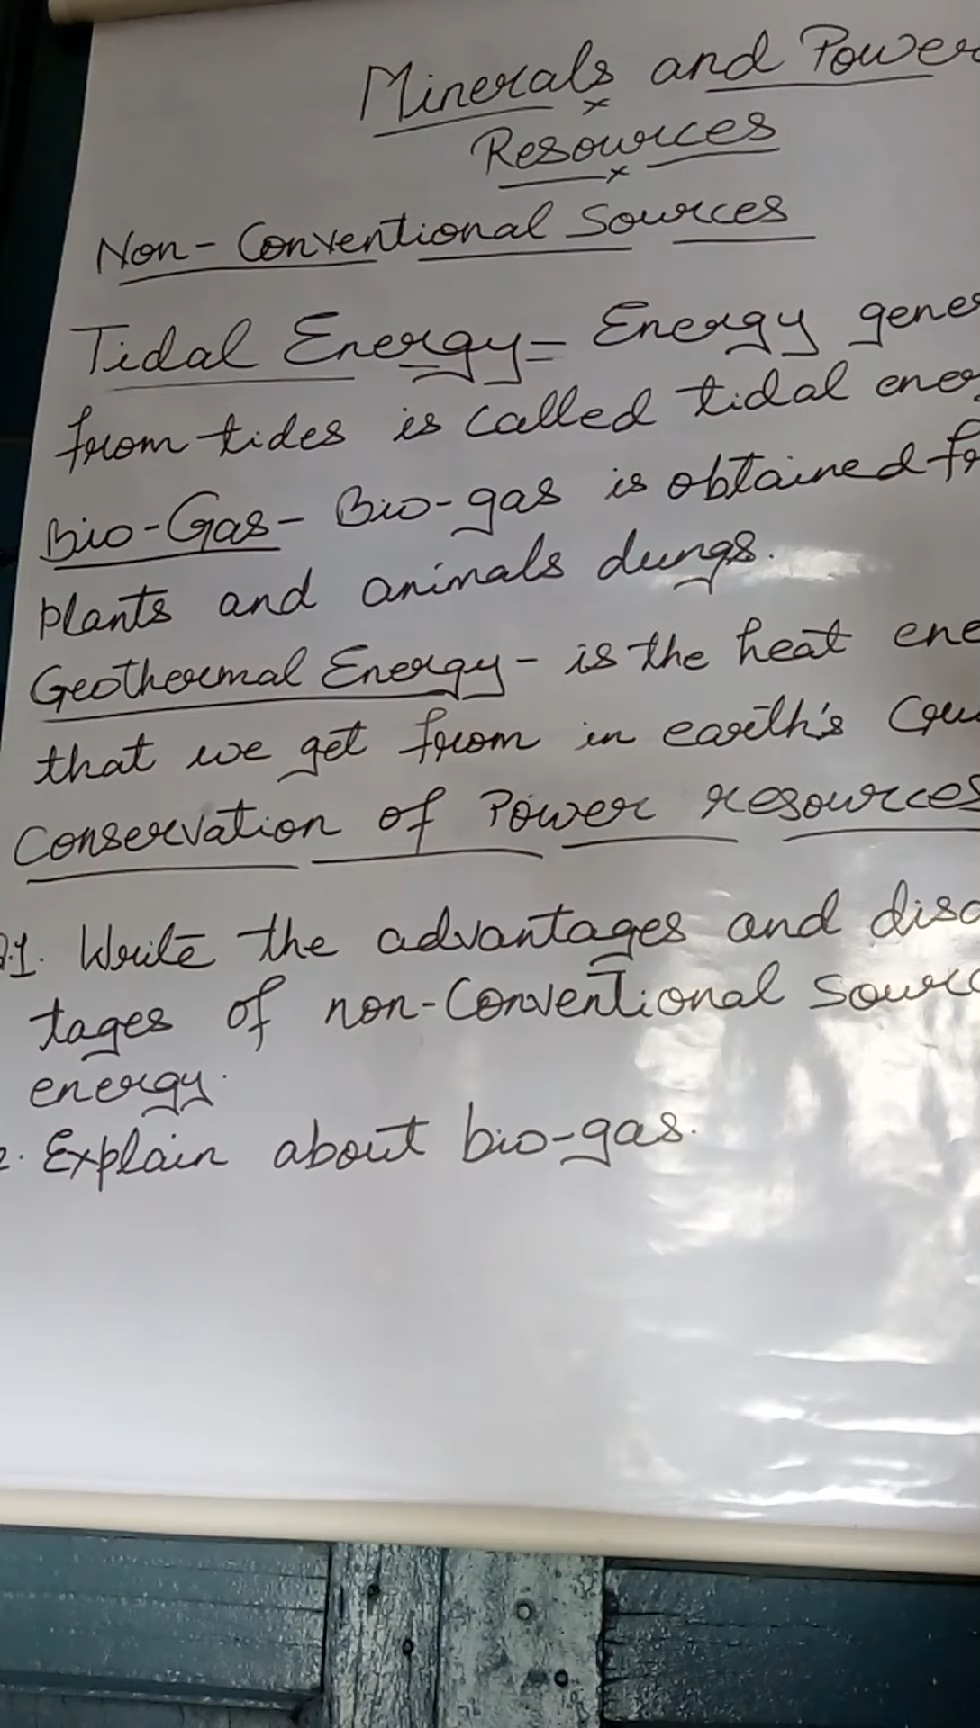 Minerals and Power
Resources
Non-Conventional Sources
Tidal Energy = Energy gene
from tides is called tidal ener
Bio-Gas - Bio-gas is obtained fr
plants and animals dungs.
Geothermal Energy - is the heat ene
that we get from in earth's cru
Conservation of Power resources
Q.1. Write the advantages and disa
tages of non-Conventional sourc
energy.
2. Explain about bio-gas.